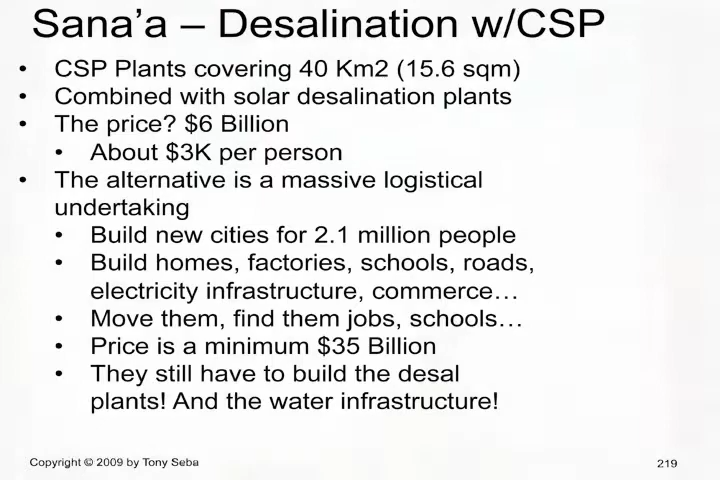 Sana’a – Desalination w/CSP
• CSP Plants covering 40 Km2 (15.6 sqm)
• Combined with solar desalination plants
• The price? $6 Billion
• About $3K per person
• The alternative is a massive logistical
undertaking
• Build new cities for 2.1 million people
• Build homes, factories, schools, roads,
electricity infrastructure, commerce…
• Move them, find them jobs, schools…
• Price is a minimum $35 Billion
• They still have to build the desal
plants! And the water infrastructure!
Copyright © 2009 by Tony Seba
219